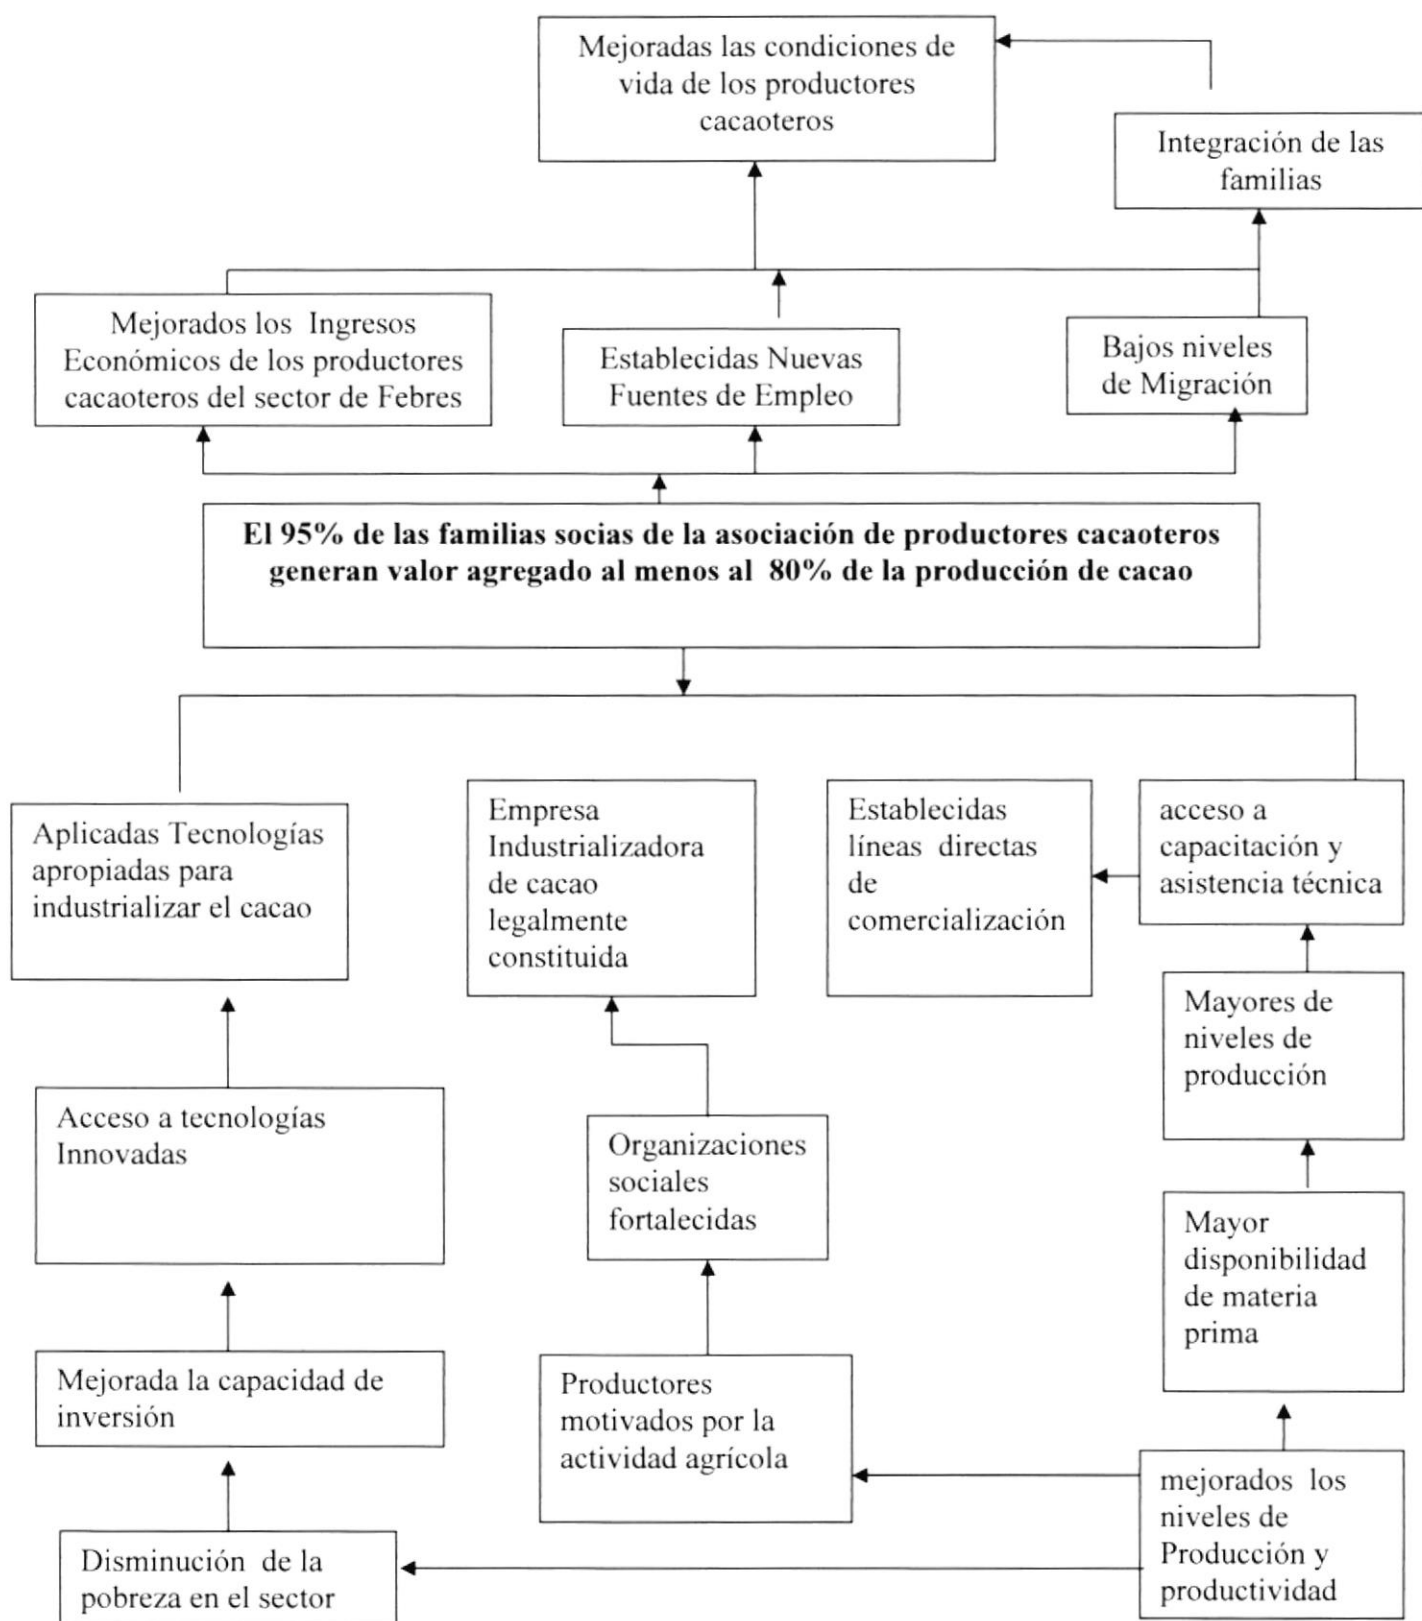 Mejoradas las condiciones de
vida de los productores
cacaoteros
Integración de las
familias
Mejorados los Ingresos
Económicos de los productores
cacaoteros del sector de Febres
Establecidas Nuevas
Fuentes de Empleo
Bajos niveles
de Migración
El 95% de las familias socias de la asociación de productores cacaoteros
generan valor agregado al menos al 80% de la producción de cacao
Aplicadas Tecnologías
apropiadas para
industrializar el cacao
Empresa
Industrializadora
de cacao
legalmente
constituida
Establecidas
líneas directas
de
comercialización
acceso a
capacitación y
asistencia técnica
Mayores de
niveles de
producción
Acceso a tecnologías
Innovadas
Organizaciones
sociales
fortalecidas
Mayor
disponibilidad
de materia
prima
Mejorada la capacidad de
inversión
Productores
motivados por la
actividad agrícola
mejorados los
niveles de
Producción y
productividad
Disminución de la
pobreza en el sector